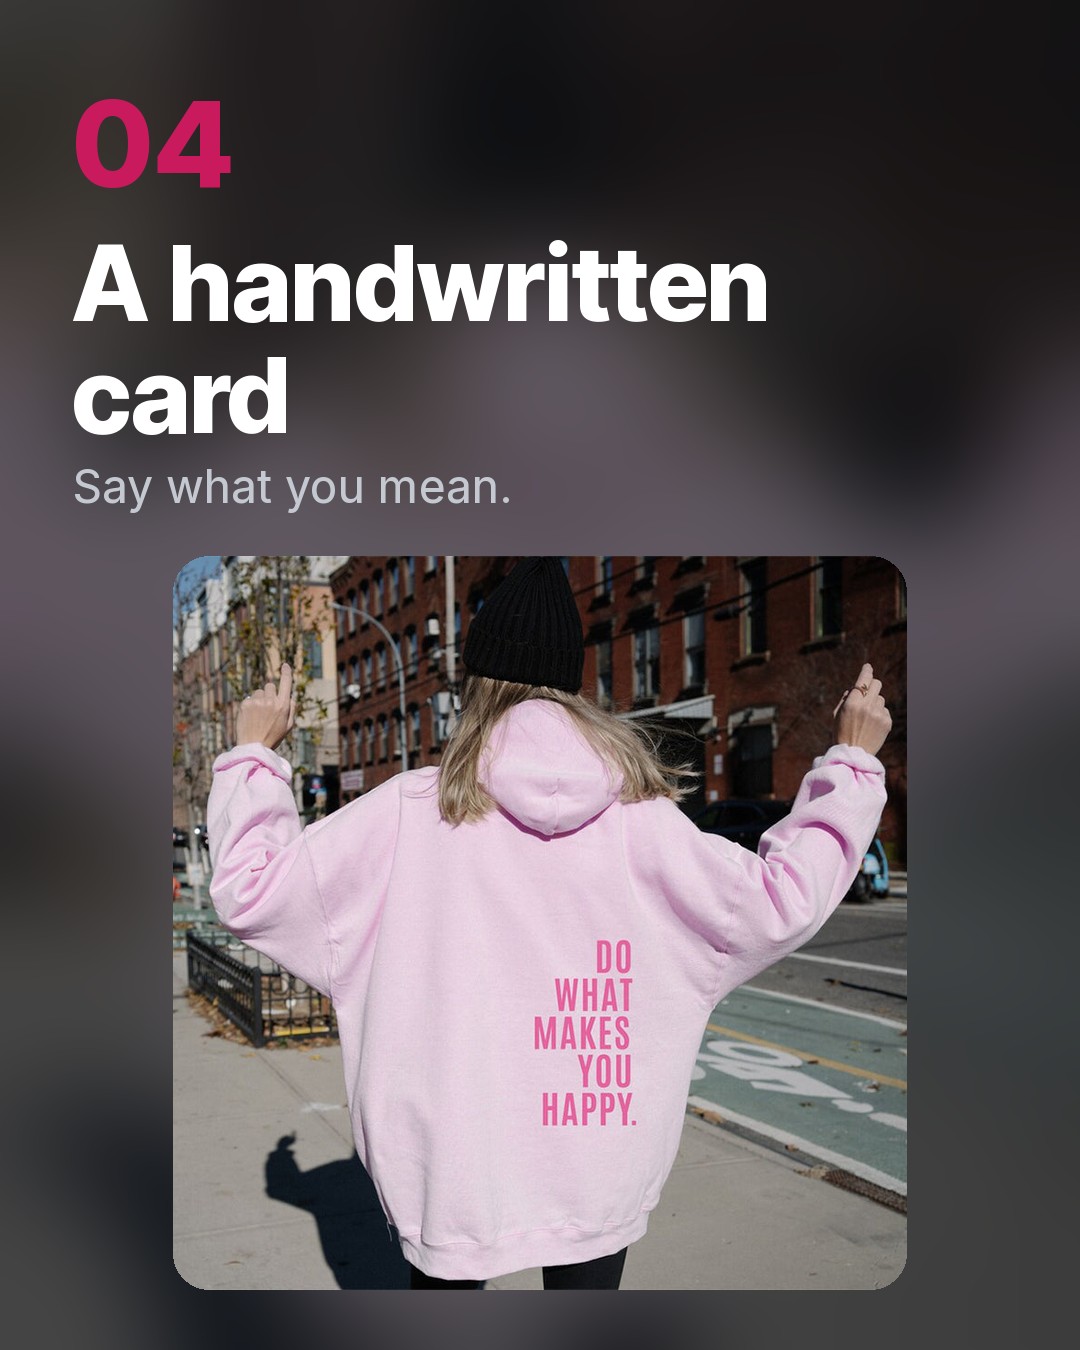 04
A handwritten
card
Say what you mean.
DO
WHAT
MAKES
YOU
HAPPY.